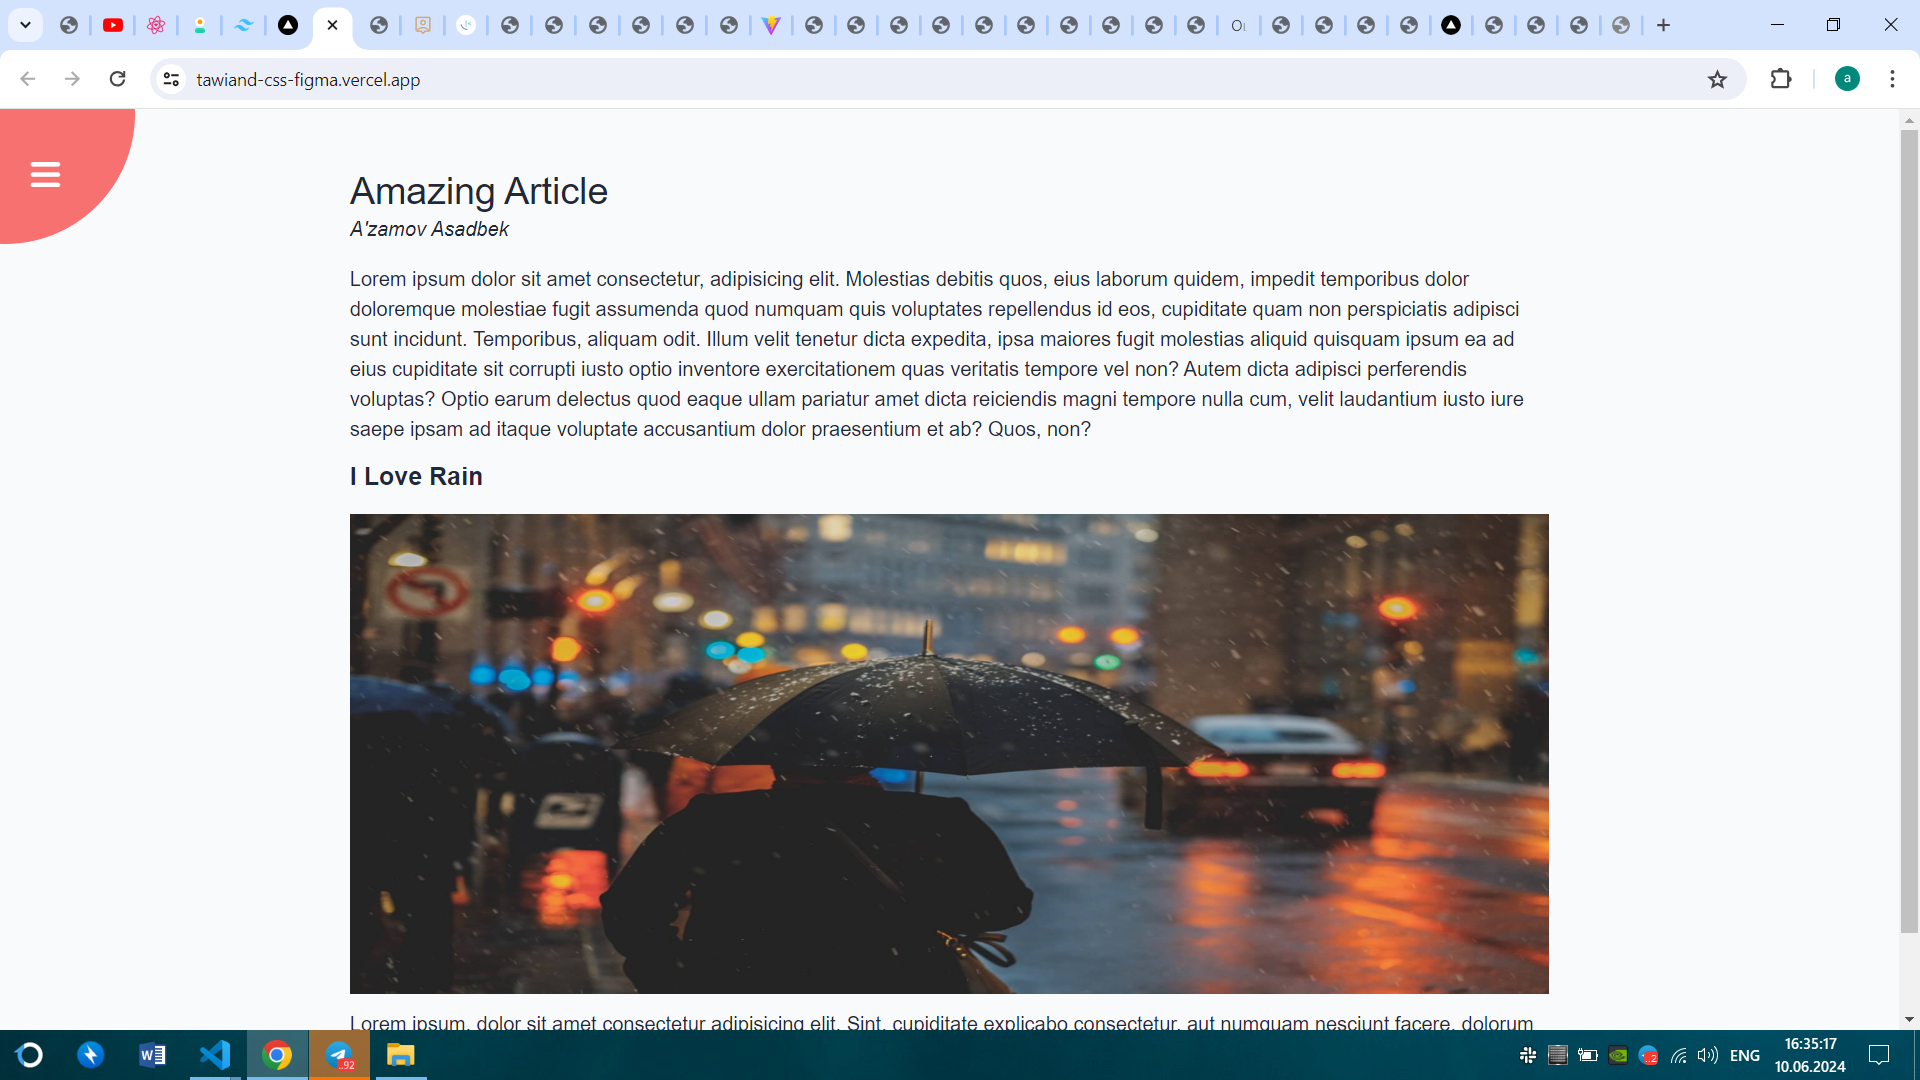 tawiand-css-figma.vercel.app
a
Amazing Article
A'zamov Asadbek
Lorem ipsum dolor sit amet consectetur, adipisicing elit. Molestias debitis quos, eius laborum quidem, impedit temporibus dolor
doloremque molestiae fugit assumenda quod numquam quis voluptates repellendus id eos, cupiditate quam non perspiciatis adipisci
sunt incidunt. Temporibus, aliquam odit. Illum velit tenetur dicta expedita, ipsa maiores fugit molestias aliquid quisquam ipsum ea ad
eius cupiditate sit corrupti iusto optio inventore exercitationem quas veritatis tempore vel non? Autem dicta adipisci perferendis
voluptas? Optio earum delectus quod eaque ullam pariatur amet dicta reiciendis magni tempore nulla cum, velit laudantium iusto iure
saepe ipsam ad itaque voluptate accusantium dolor praesentium et ab? Quos, non?
I Love Rain
Lorem ipsum, dolor sit amet consectetur adipisicing elit. Sint, cupiditate explicabo consectetur, aut numquam nesciunt facere, dolorum
..92
..2
ENG
16:35:17
10.06.2024